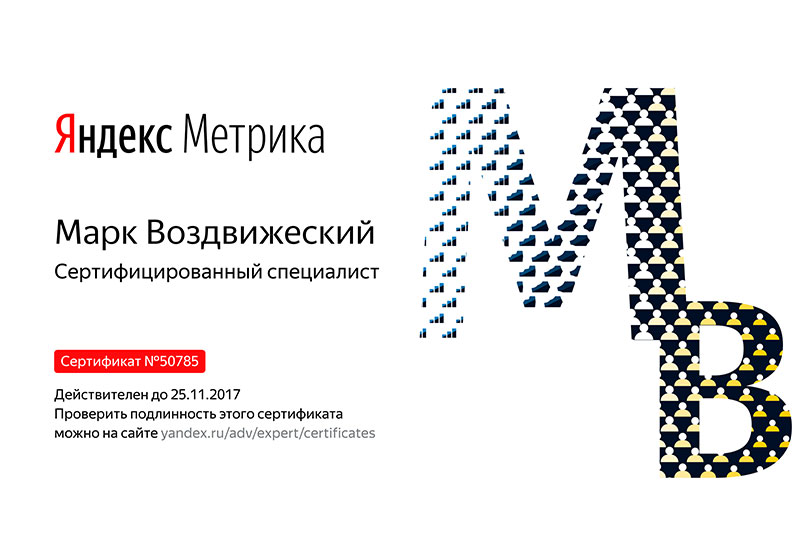 Яндекс Метрика
Марк Воздвижеский
Сертифицированный специалист
Сертификат №50785
Действителен до 25.11.2017
Проверить подлинность этого сертификата
можно на сайте yandex.ru/adv/expert/certificates
М
В